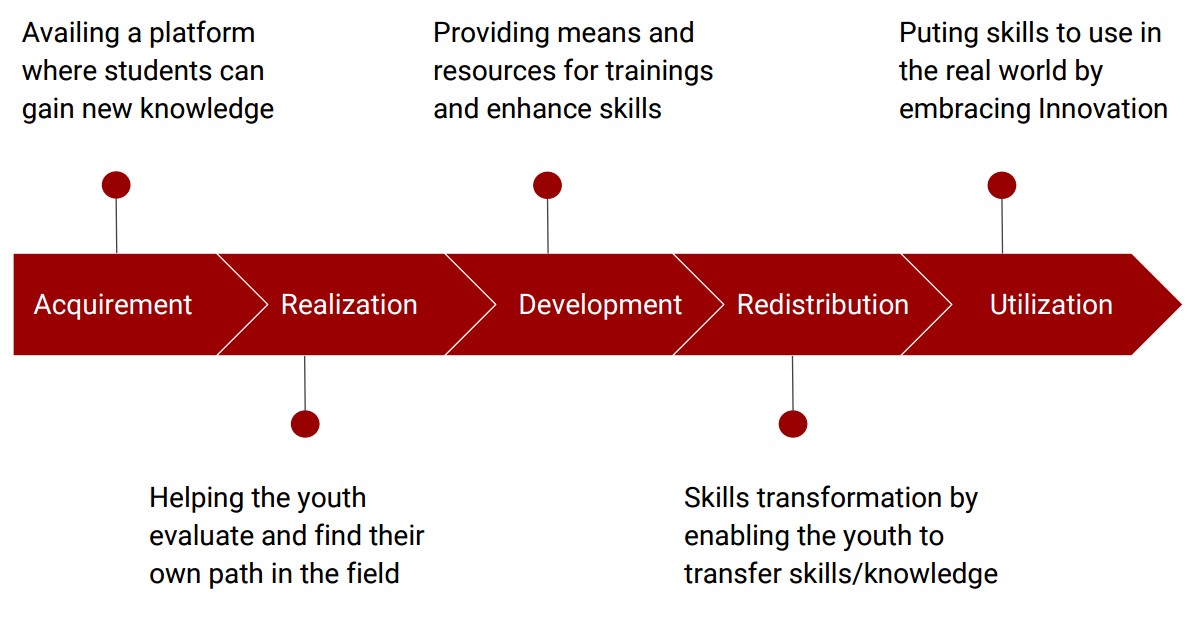 Availing a platform
where students can
gain new knowledge
Providing means and
resources for trainings
and enhance skills
Puting skills to use in
the real world by
embracing Innovation
Acquirement
Realization
Development
Redistribution
Utilization
Helping the youth
evaluate and find their
own path in the field
Skills transformation by
enabling the youth to
transfer skills/knowledge